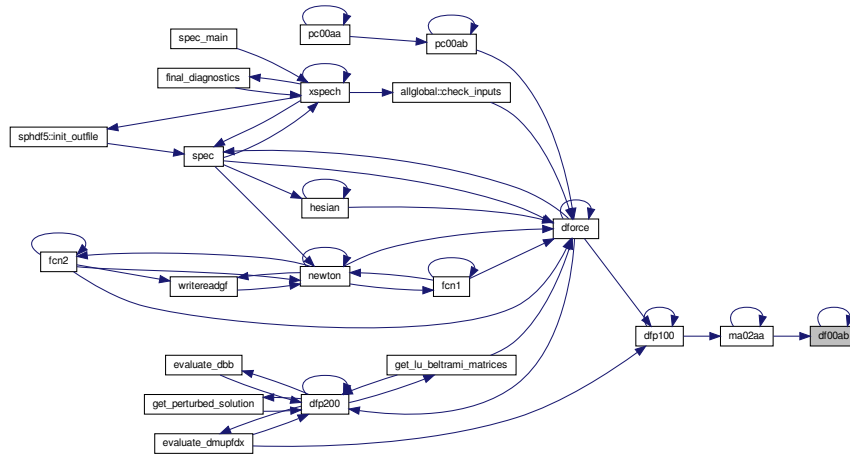 pc00aa
spec_main
pc00ab
final_diagnostics
xspech
allglobal::check_inputs
sphdf5::init_outfile
spec
hesian
dforce
fcn2
newton
writereadgf
fcn1
dfp100
ma02aa
df00ab
evaluate_dbb
get_lu_beltrami_matrices
get_perturbed_solution
dfp200
evaluate_dmupfdx